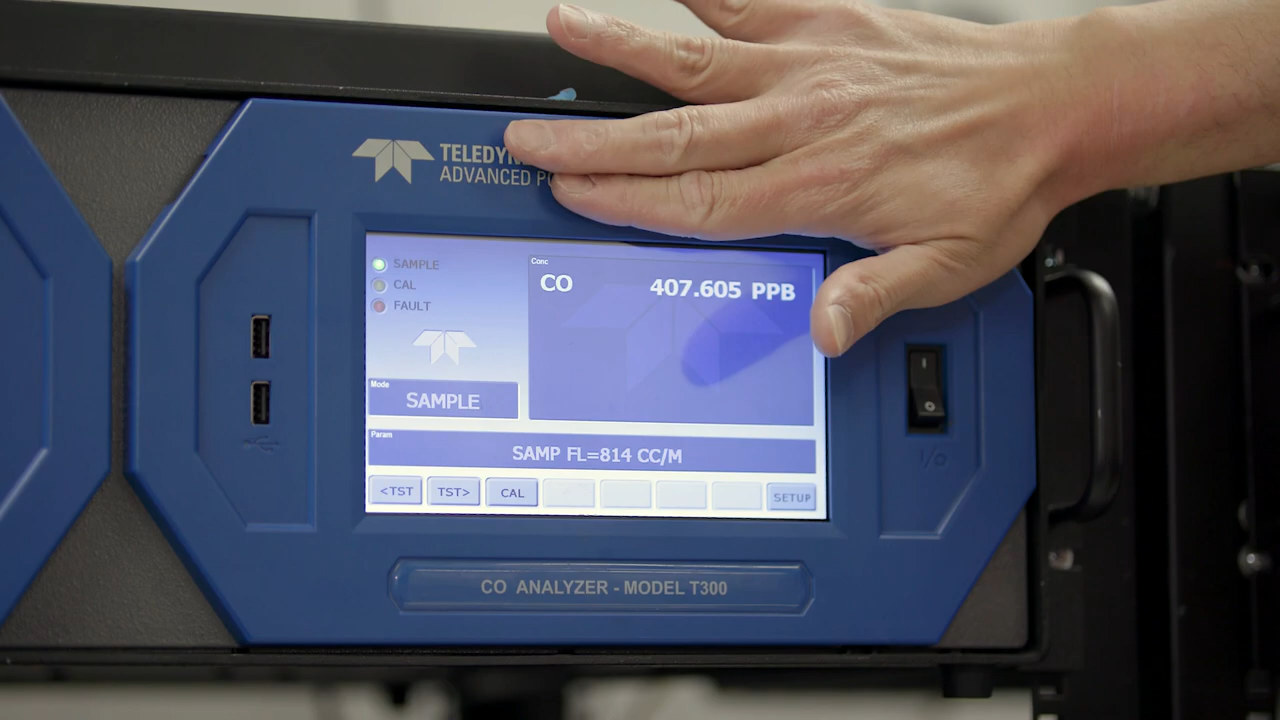 TELEDYN
ADVANCED
SAMPLE
CAL
FAULT
Conc
CO 407.605 PPB
Mode
SAMPLE
Param
SAMP FL=814 CC/M
<TST TST> CAL SETUP
I/O
CO ANALYZER - MODEL T300